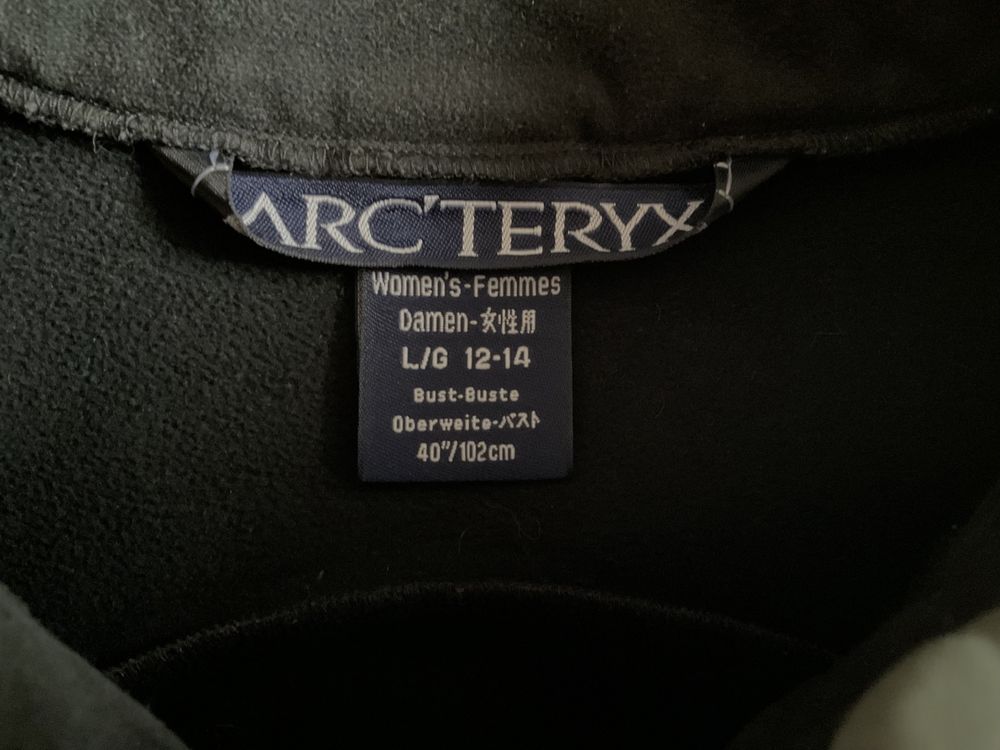 ARC'TERYX
Women's-Femmes
Damen-女性用
L/G 12-14
Bust-Buste
Oberweite-バスト
40"/102cm